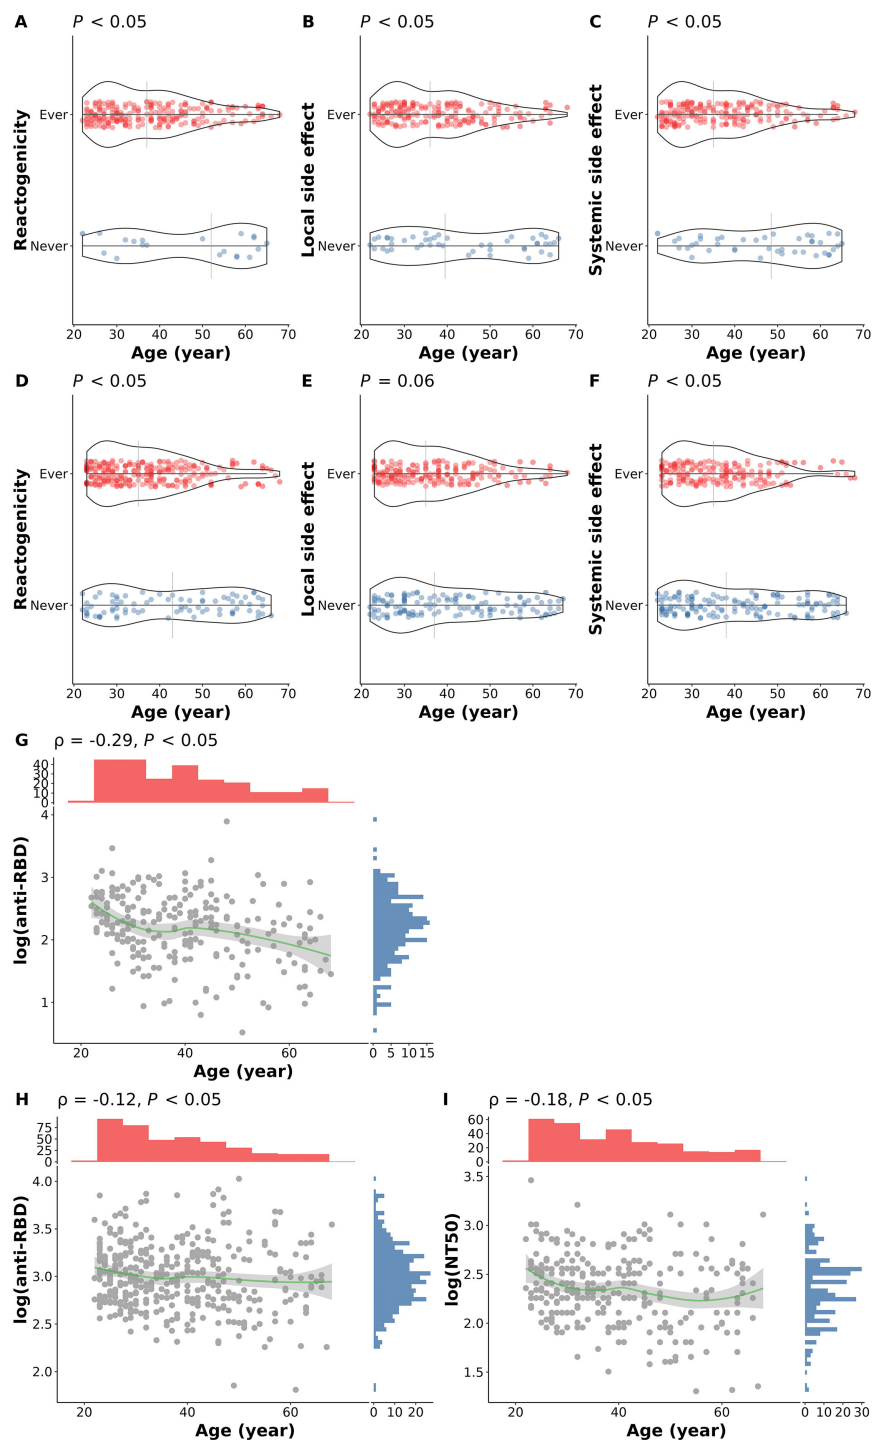 A P < 0.05
Reactogenicity
Ever
Never
20 30 40 50 60 70
Age (year)
B P < 0.05
Local side effect
Ever
Never
20 30 40 50 60 70
Age (year)
C P < 0.05
Systemic side effect
Ever
Never
20 30 40 50 60 70
Age (year)
D P < 0.05
Reactogenicity
Ever
Never
20 30 40 50 60 70
Age (year)
E P = 0.06
Local side effect
Ever
Never
20 30 40 50 60 70
Age (year)
F P < 0.05
Systemic side effect
Ever
Never
20 30 40 50 60 70
Age (year)
G ρ = -0.29, P < 0.05
40
30
20
10
0
4
3
2
1
log(anti-RBD)
20 40 60
Age (year)
0 5 10 15
H ρ = -0.12, P < 0.05
75
50
25
0
4.0
3.5
3.0
2.5
2.0
log(anti-RBD)
20 40 60
Age (year)
0 10 20
I ρ = -0.18, P < 0.05
60
40
20
0
3.5
3.0
2.5
2.0
1.5
log(NT50)
20 40 60
Age (year)
0 10 20 30